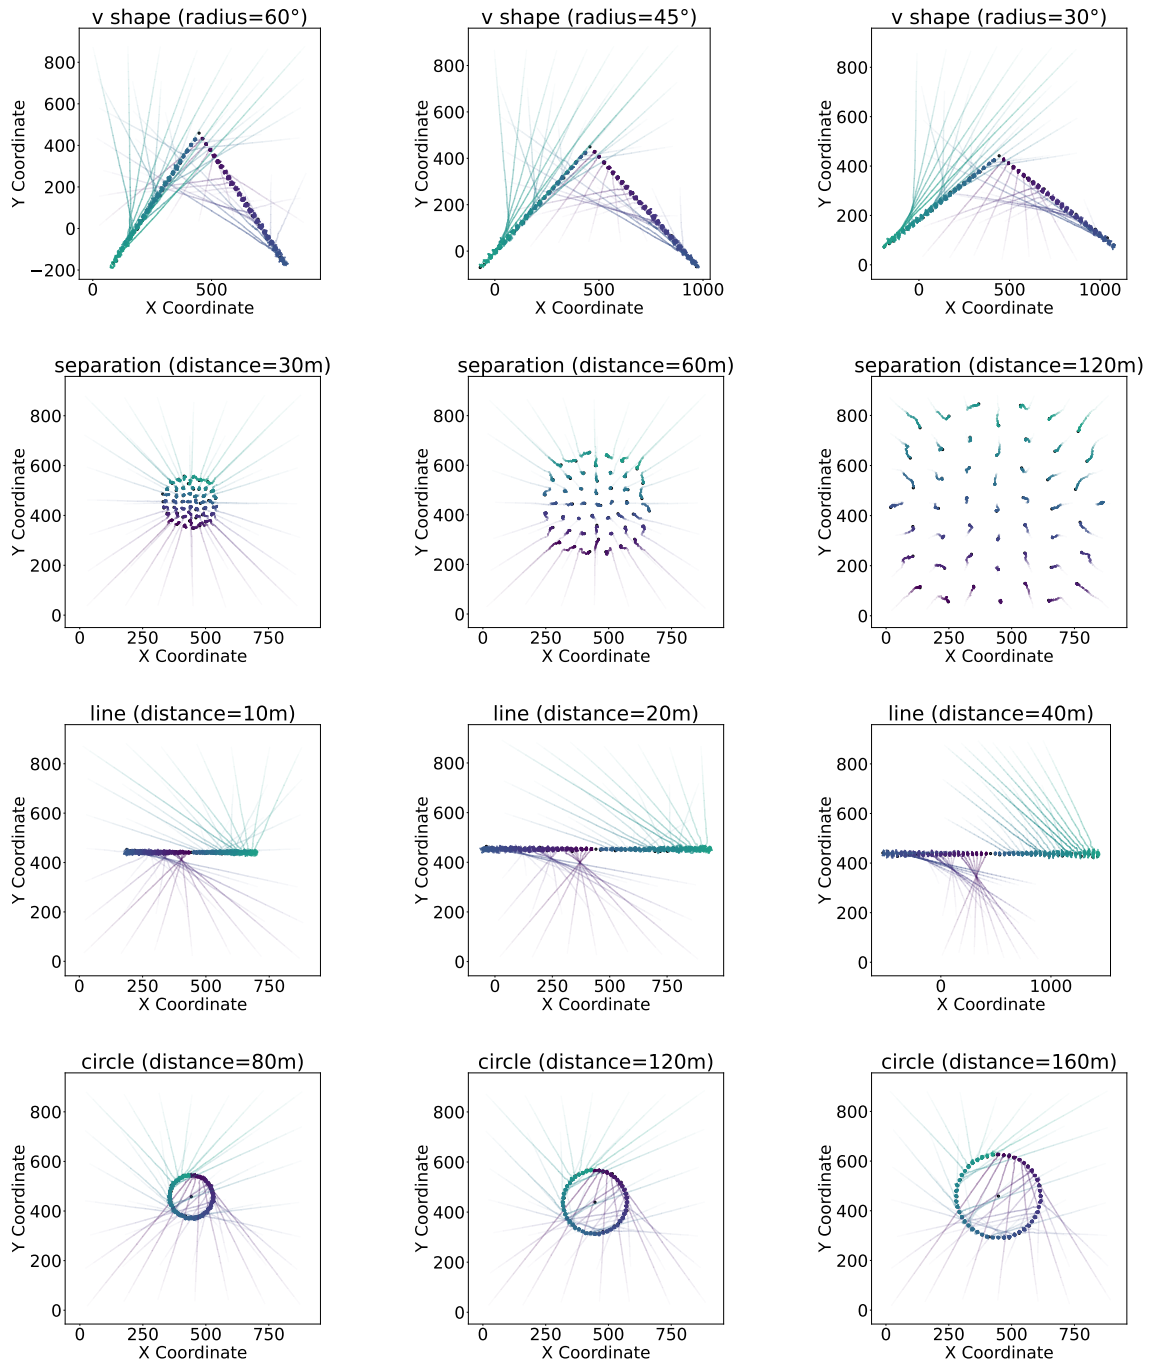 v shape (radius=60°)
v shape (radius=45°)
v shape (radius=30°)
Y Coordinate
800
600
400
200
0
−200
0
500
X Coordinate
Y Coordinate
800
600
400
200
0
0
500
1000
X Coordinate
Y Coordinate
800
600
400
200
0
0
500
1000
X Coordinate
separation (distance=30m)
separation (distance=60m)
separation (distance=120m)
Y Coordinate
800
600
400
200
0
0
250
500
750
X Coordinate
Y Coordinate
800
600
400
200
0
0
250
500
750
X Coordinate
Y Coordinate
800
600
400
200
0
0
250
500
750
X Coordinate
line (distance=10m)
line (distance=20m)
line (distance=40m)
Y Coordinate
800
600
400
200
0
0
250
500
750
X Coordinate
Y Coordinate
800
600
400
200
0
0
250
500
750
X Coordinate
Y Coordinate
800
600
400
200
0
0
1000
X Coordinate
circle (distance=80m)
circle (distance=120m)
circle (distance=160m)
Y Coordinate
800
600
400
200
0
0
250
500
750
X Coordinate
Y Coordinate
800
600
400
200
0
0
250
500
750
X Coordinate
Y Coordinate
800
600
400
200
0
0
250
500
750
X Coordinate